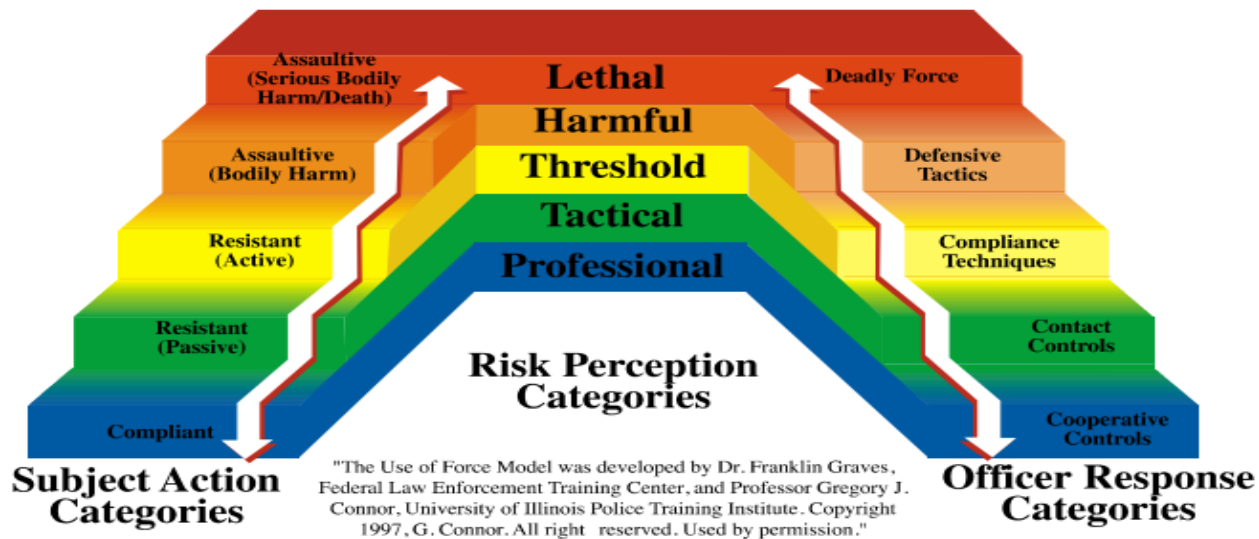 Assaultive
(Serious Bodily
Harm/Death)
Lethal
Deadly Force
Harmful
Assaultive
(Bodily Harm)
Defensive
Tactics
Threshold
Resistant
(Active)
Tactical
Compliance
Techniques
Professional
Resistant
(Passive)
Contact
Controls
Risk Perception
Categories
Compliant
Cooperative
Controls
Subject Action
Categories
"The Use of Force Model was developed by Dr. Franklin Graves,
Federal Law Enforcement Training Center, and Professor Gregory J.
Connor, University of Illinois Police Training Institute. Copyright
1997, G. Connor. All right reserved. Used by permission."
Officer Response
Categories